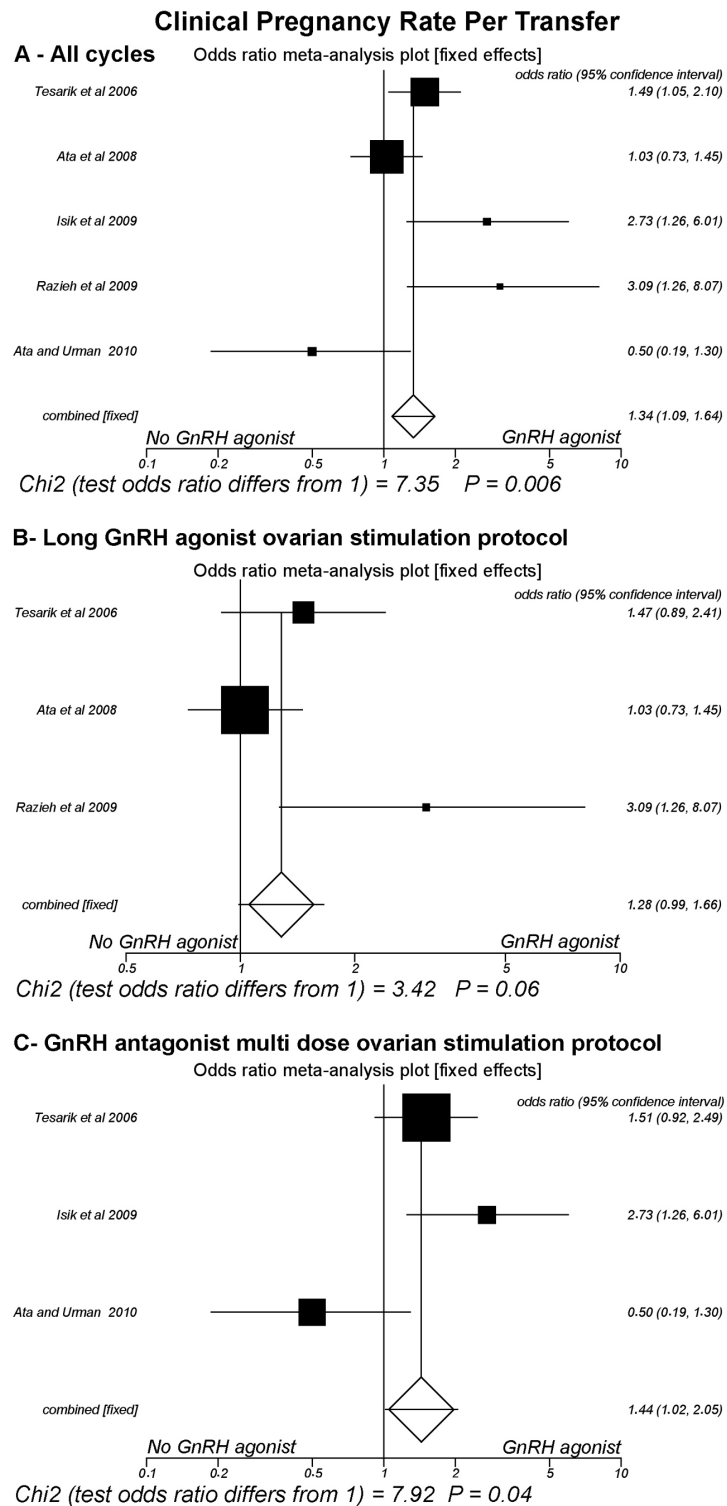 Clinical Pregnancy Rate Per Transfer
A - All cycles
Odds ratio meta-analysis plot [fixed effects]
odds ratio (95% confidence interval)
Tesarik et al 2006 1.49 (1.05, 2.10)
Ata et al 2008 1.03 (0.73, 1.45)
Isik et al 2009 2.73 (1.26, 6.01)
Razieh et al 2009 3.09 (1.26, 8.07)
Ata and Urman 2010 0.50 (0.19, 1.30)
combined [fixed] 1.34 (1.09, 1.64)
No GnRH agonist GnRH agonist
0.1 0.2 0.5 1 2 5 10
Chi2 (test odds ratio differs from 1) = 7.35 P = 0.006
B- Long GnRH agonist ovarian stimulation protocol
Odds ratio meta-analysis plot [fixed effects]
odds ratio (95% confidence interval)
Tesarik et al 2006 1.47 (0.89, 2.41)
Ata et al 2008 1.03 (0.73, 1.45)
Razieh et al 2009 3.09 (1.26, 8.07)
combined [fixed] 1.28 (0.99, 1.66)
No GnRH agonist GnRH agonist
0.5 1 2 5 10
Chi2 (test odds ratio differs from 1) = 3.42 P = 0.06
C- GnRH antagonist multi dose ovarian stimulation protocol
Odds ratio meta-analysis plot [fixed effects]
odds ratio (95% confidence interval)
Tesarik et al 2006 1.51 (0.92, 2.49)
Isik et al 2009 2.73 (1.26, 6.01)
Ata and Urman 2010 0.50 (0.19, 1.30)
combined [fixed] 1.44 (1.02, 2.05)
No GnRH agonist GnRH agonist
0.1 0.2 0.5 1 2 5 10
Chi2 (test odds ratio differs from 1) = 7.92 P = 0.04